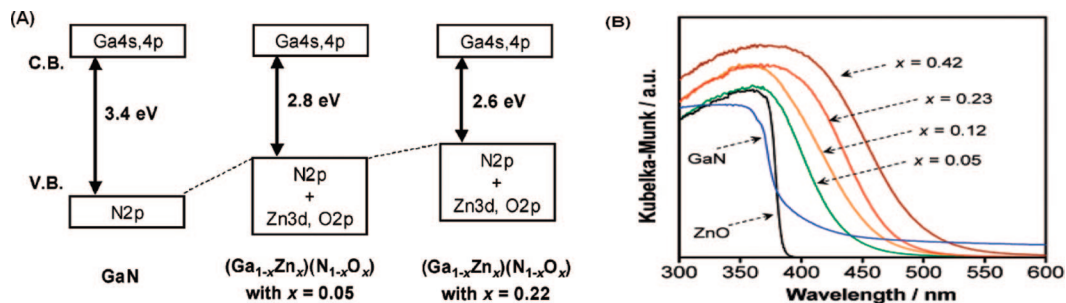 (A)
Ga4s,4p
Ga4s,4p
Ga4s,4p
C.B.
3.4 eV
2.8 eV
2.6 eV
V.B.
N2p
N2p
+
Zn3d, O2p
N2p
+
Zn3d, O2p
GaN
(Ga1-xZnx)(N1-xOx)
with x = 0.05
(Ga1-xZnx)(N1-xOx)
with x = 0.22
(B)
Kubelka-Munk / a.u.
x = 0.42
x = 0.23
x = 0.12
x = 0.05
GaN
ZnO
300 350 400 450 500 550 600
Wavelength / nm